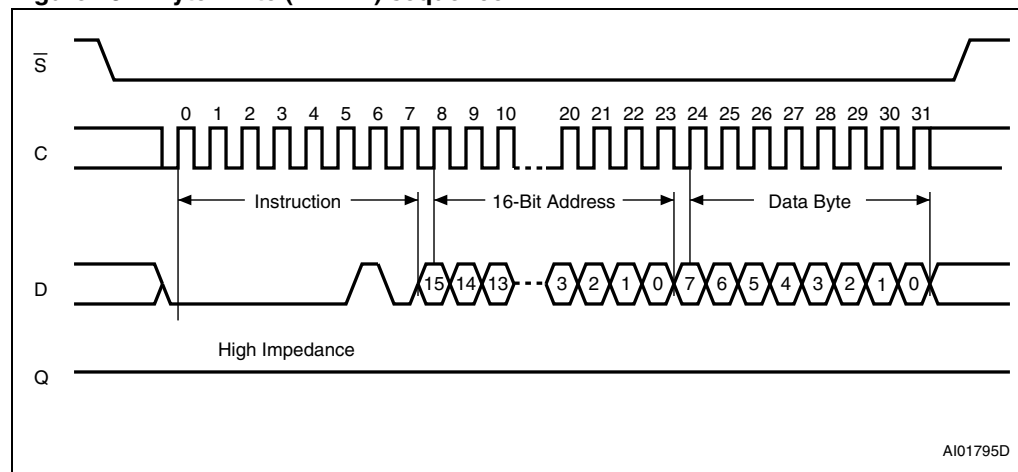 S
0 1 2 3 4 5 6 7 8 9 10 20 21 22 23 24 25 26 27 28 29 30 31
C
Instruction 16-Bit Address Data Byte
D 15 14 13 3 2 1 0 7 6 5 4 3 2 1 0
High Impedance
Q
AI01795D